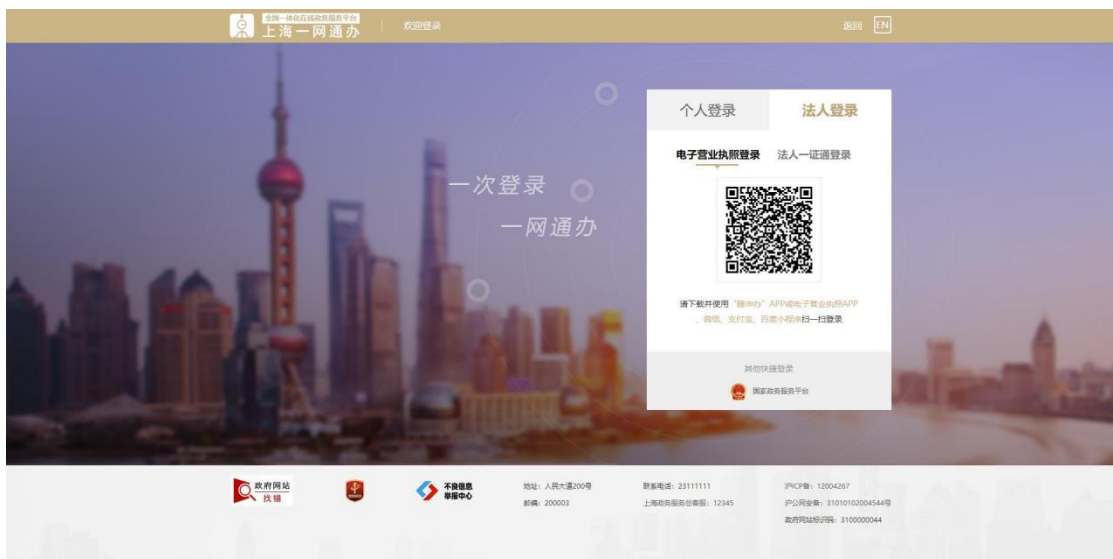 全国一体化在线政务服务平台
上海一网通办
欢迎登录
返回
EN
一次登录
一网通办
个人登录
法人登录
电子营业执照登录
法人一证通登录
请下载并使用“随申办”APP或电子营业执照APP
、微信、支付宝、百度小程序扫一扫登录
其他快捷登录
国家政务服务平台
政府网站
找错
不良信息
举报中心
地址：人民大道200号
邮编：200003
联系电话：23111111
上海政务服务总客服：12345
沪ICP备：12004267
沪公网安备：31010102004544号
政府网站标识码：3100000044